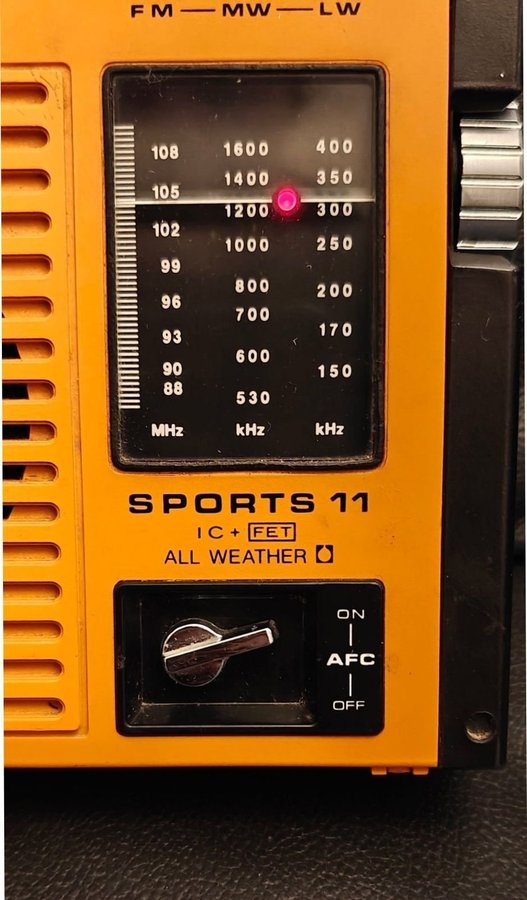 FM — MW — LW
108 1600 400
1400 350
105
1200 300
102
1000 250
99
800
96 200
700
93 170
600
90 150
88
530
MHz kHz kHz
SPORTS 11
IC + FET
ALL WEATHER
ON
AFC
OFF